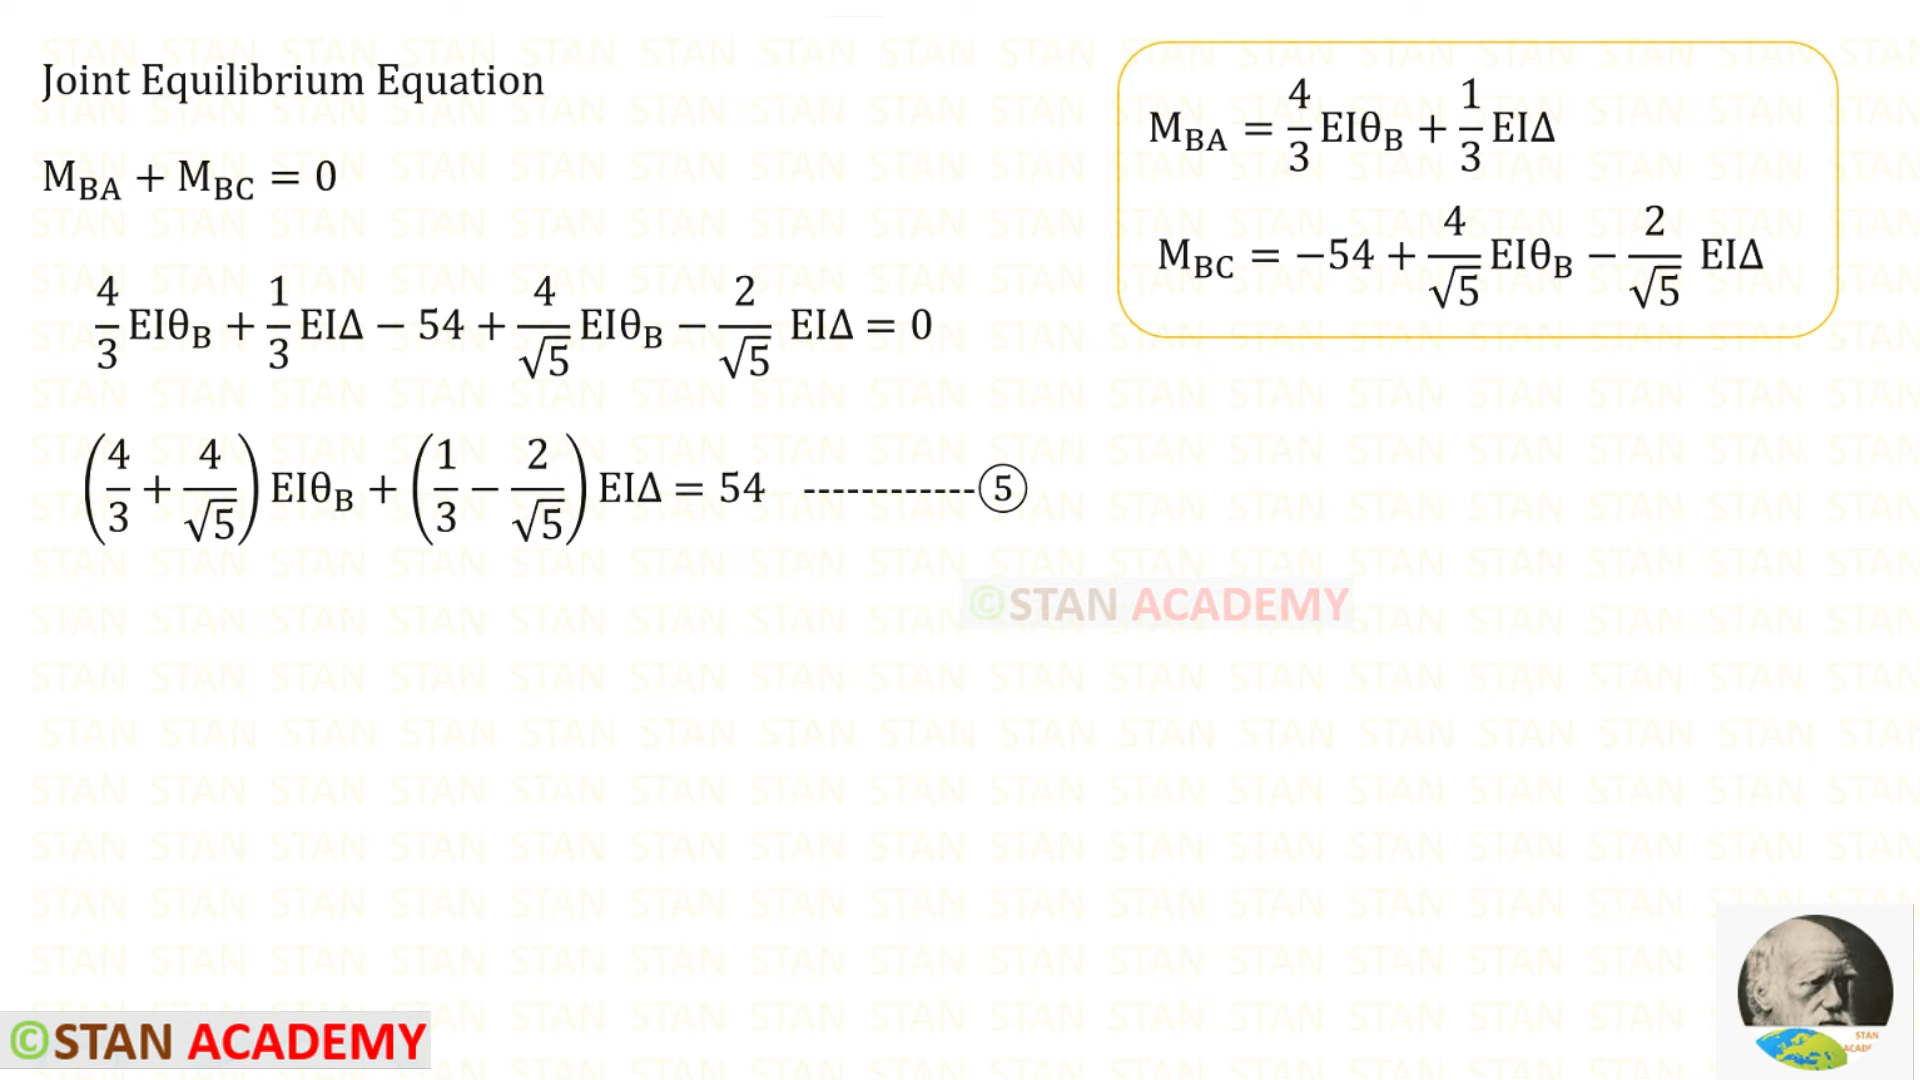 Joint Equilibrium Equation
M_BA + M_BC = 0
4/3 EIθ_B + 1/3 EIΔ − 54 + 4/√5 EIθ_B − 2/√5 EIΔ = 0
(4/3 + 4/√5) EIθ_B + (1/3 − 2/√5) EIΔ = 54 ------------⑤
M_BA = 4/3 EIθ_B + 1/3 EIΔ
M_BC = −54 + 4/√5 EIθ_B − 2/√5 EIΔ
©STAN ACADEMY
©STAN ACADEMY
STAN